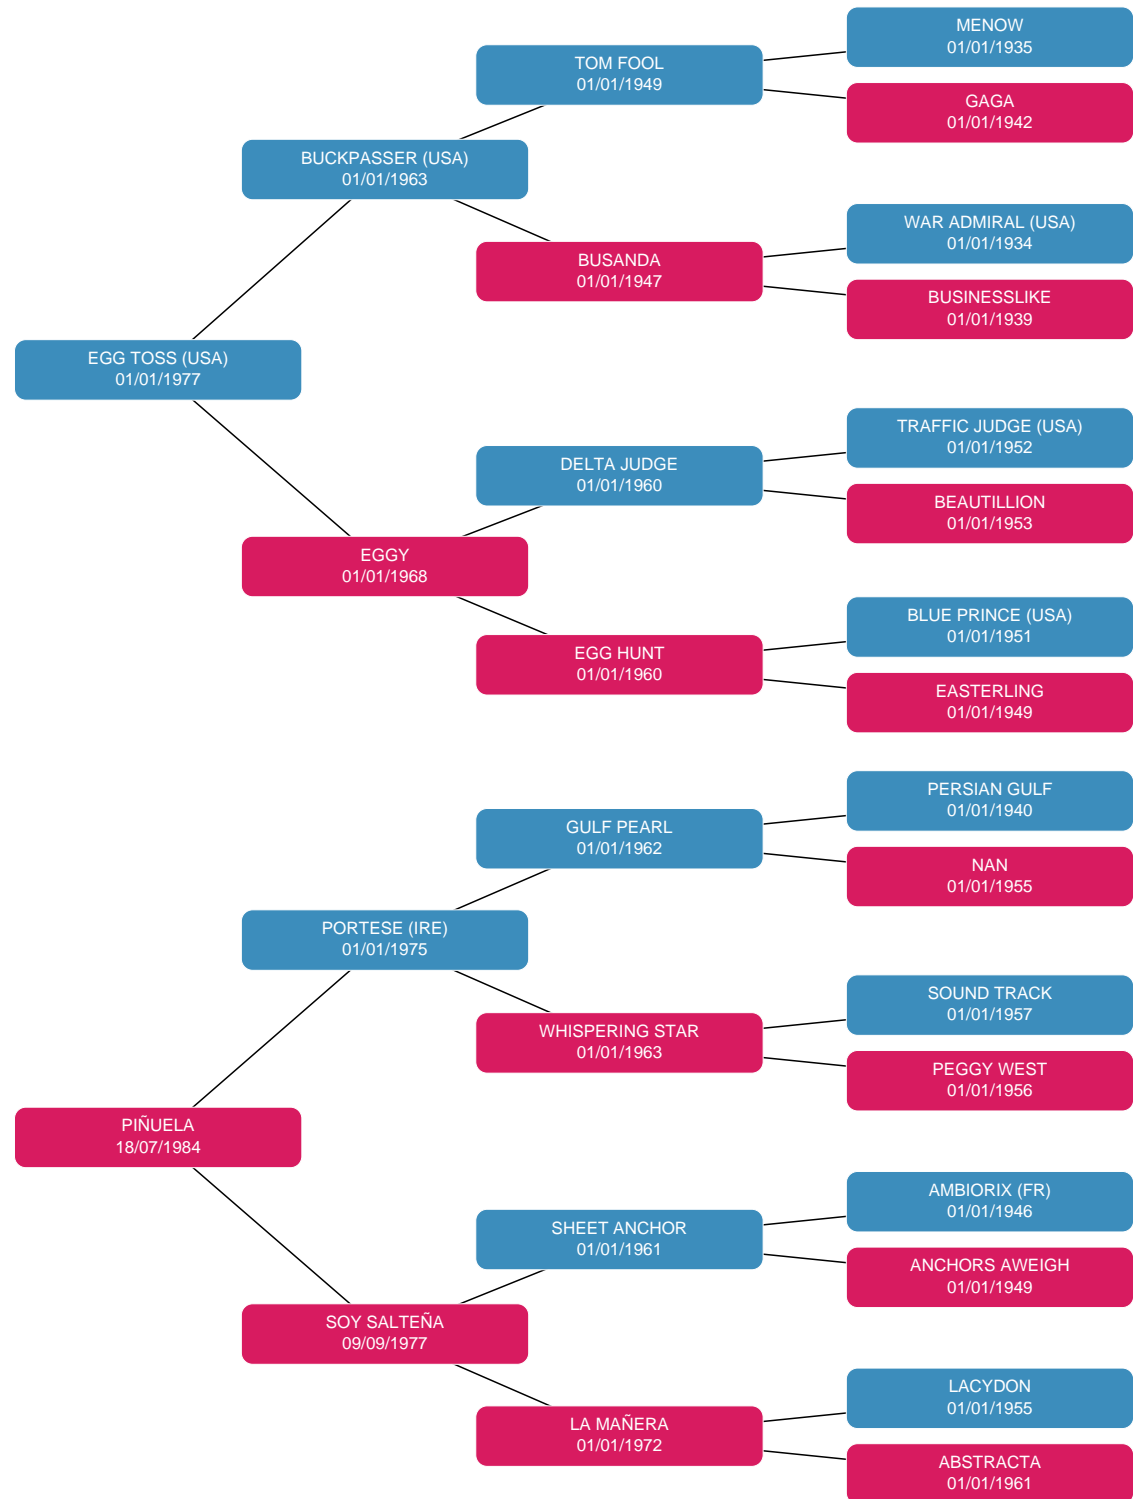 MENOW
01/01/1935
TOM FOOL
01/01/1949
GAGA
01/01/1942
BUCKPASSER (USA)
01/01/1963
WAR ADMIRAL (USA)
01/01/1934
BUSANDA
01/01/1947
BUSINESSLIKE
01/01/1939
EGG TOSS (USA)
01/01/1977
TRAFFIC JUDGE (USA)
01/01/1952
DELTA JUDGE
01/01/1960
BEAUTILLION
01/01/1953
EGGY
01/01/1968
BLUE PRINCE (USA)
01/01/1951
EGG HUNT
01/01/1960
EASTERLING
01/01/1949
PERSIAN GULF
01/01/1940
GULF PEARL
01/01/1962
NAN
01/01/1955
PORTESE (IRE)
01/01/1975
SOUND TRACK
01/01/1957
WHISPERING STAR
01/01/1963
PEGGY WEST
01/01/1956
PIÑUELA
18/07/1984
AMBIORIX (FR)
01/01/1946
SHEET ANCHOR
01/01/1961
ANCHORS AWEIGH
01/01/1949
SOY SALTEÑA
09/09/1977
LACYDON
01/01/1955
LA MAÑERA
01/01/1972
ABSTRACTA
01/01/1961